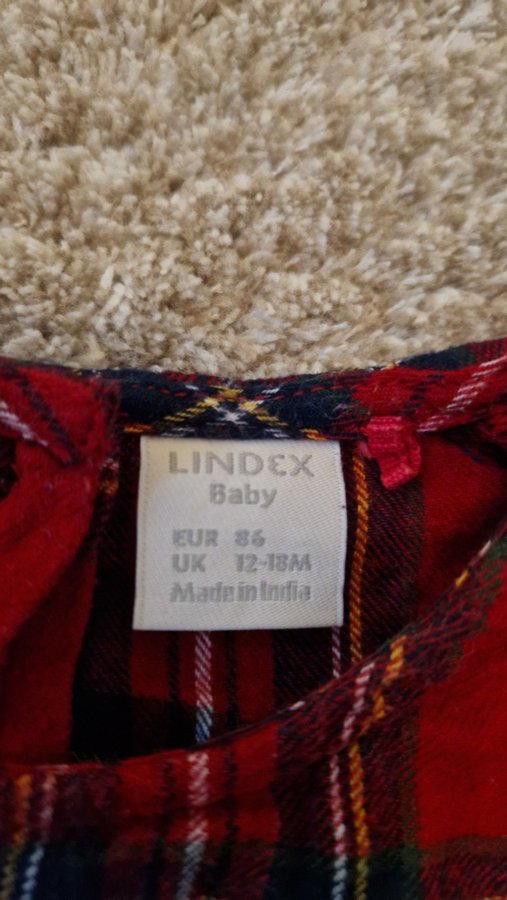 LINDEX
Baby
EUR 86
UK 12-18M
Made in India